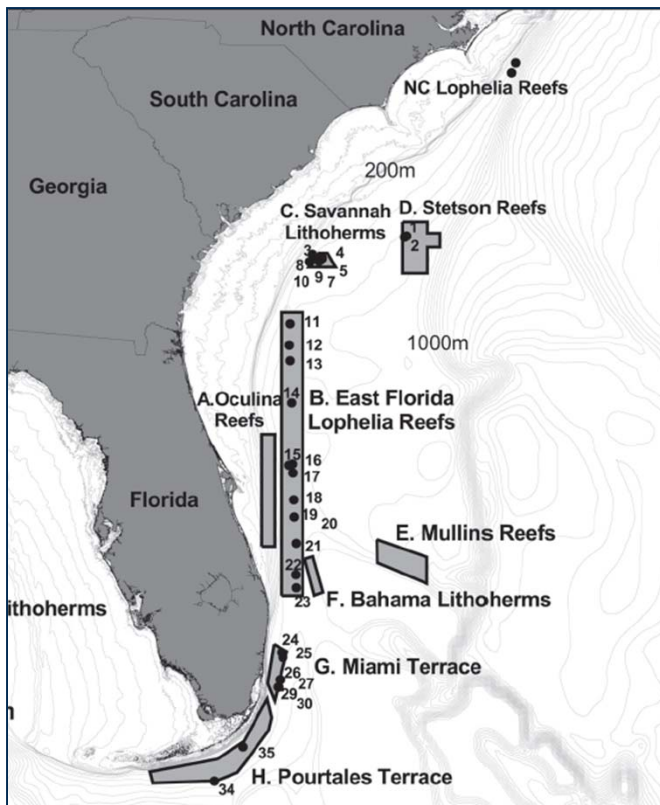 North Carolina
NC Lophelia Reefs
South Carolina
200m
Georgia
C. Savannah
Lithoherms
D. Stetson Reefs
1
2
3
4
8
5
10
9
7
11
12
13
1000m
14
A.Oculina
Reefs
B. East Florida
Lophelia Reefs
15
16
17
Florida
18
19
20
21
E. Mullins Reefs
22
23
F. Bahama Lithoherms
ithoherms
24
25
G. Miami Terrace
26
27
29
30
35
H. Pourtales Terrace
34